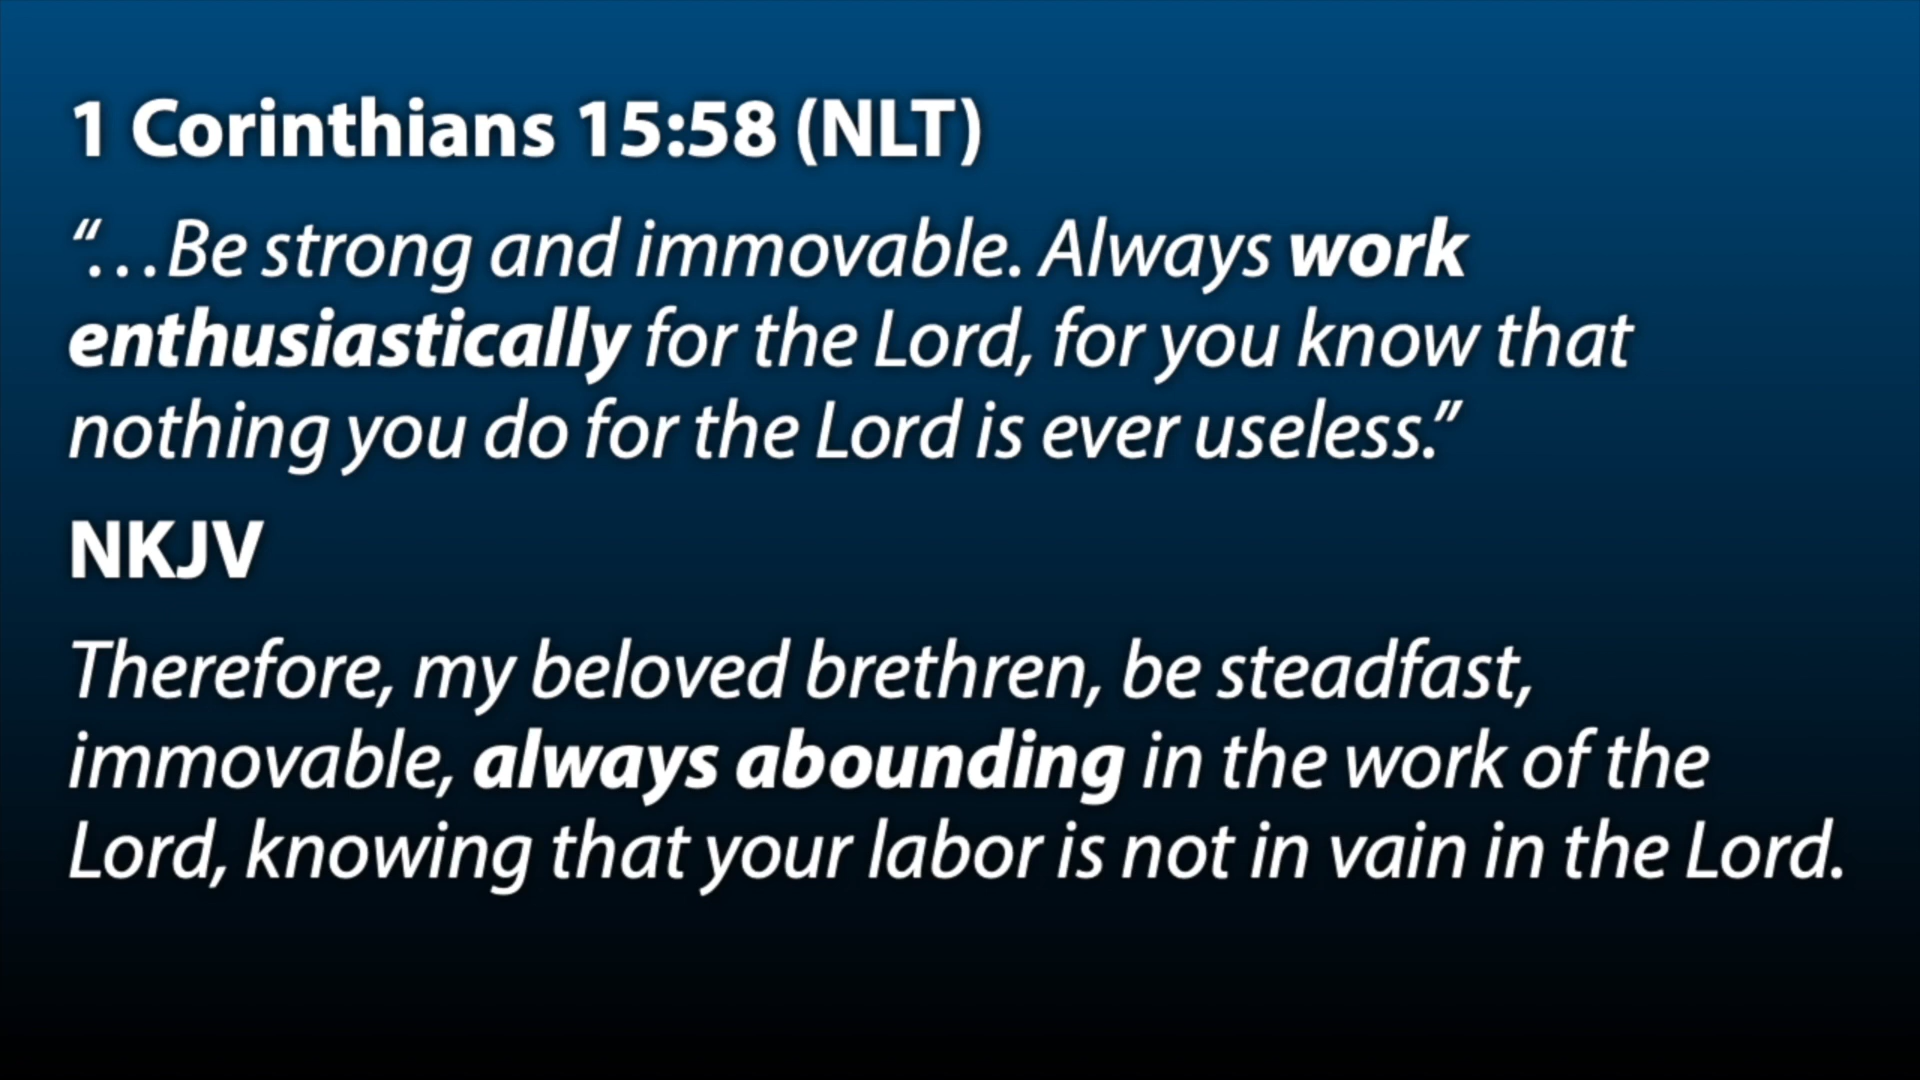 1 Corinthians 15:58 (NLT)
“…Be strong and immovable. Always work
enthusiastically for the Lord, for you know that
nothing you do for the Lord is ever useless.”
NKJV
Therefore, my beloved brethren, be steadfast,
immovable, always abounding in the work of the
Lord, knowing that your labor is not in vain in the Lord.